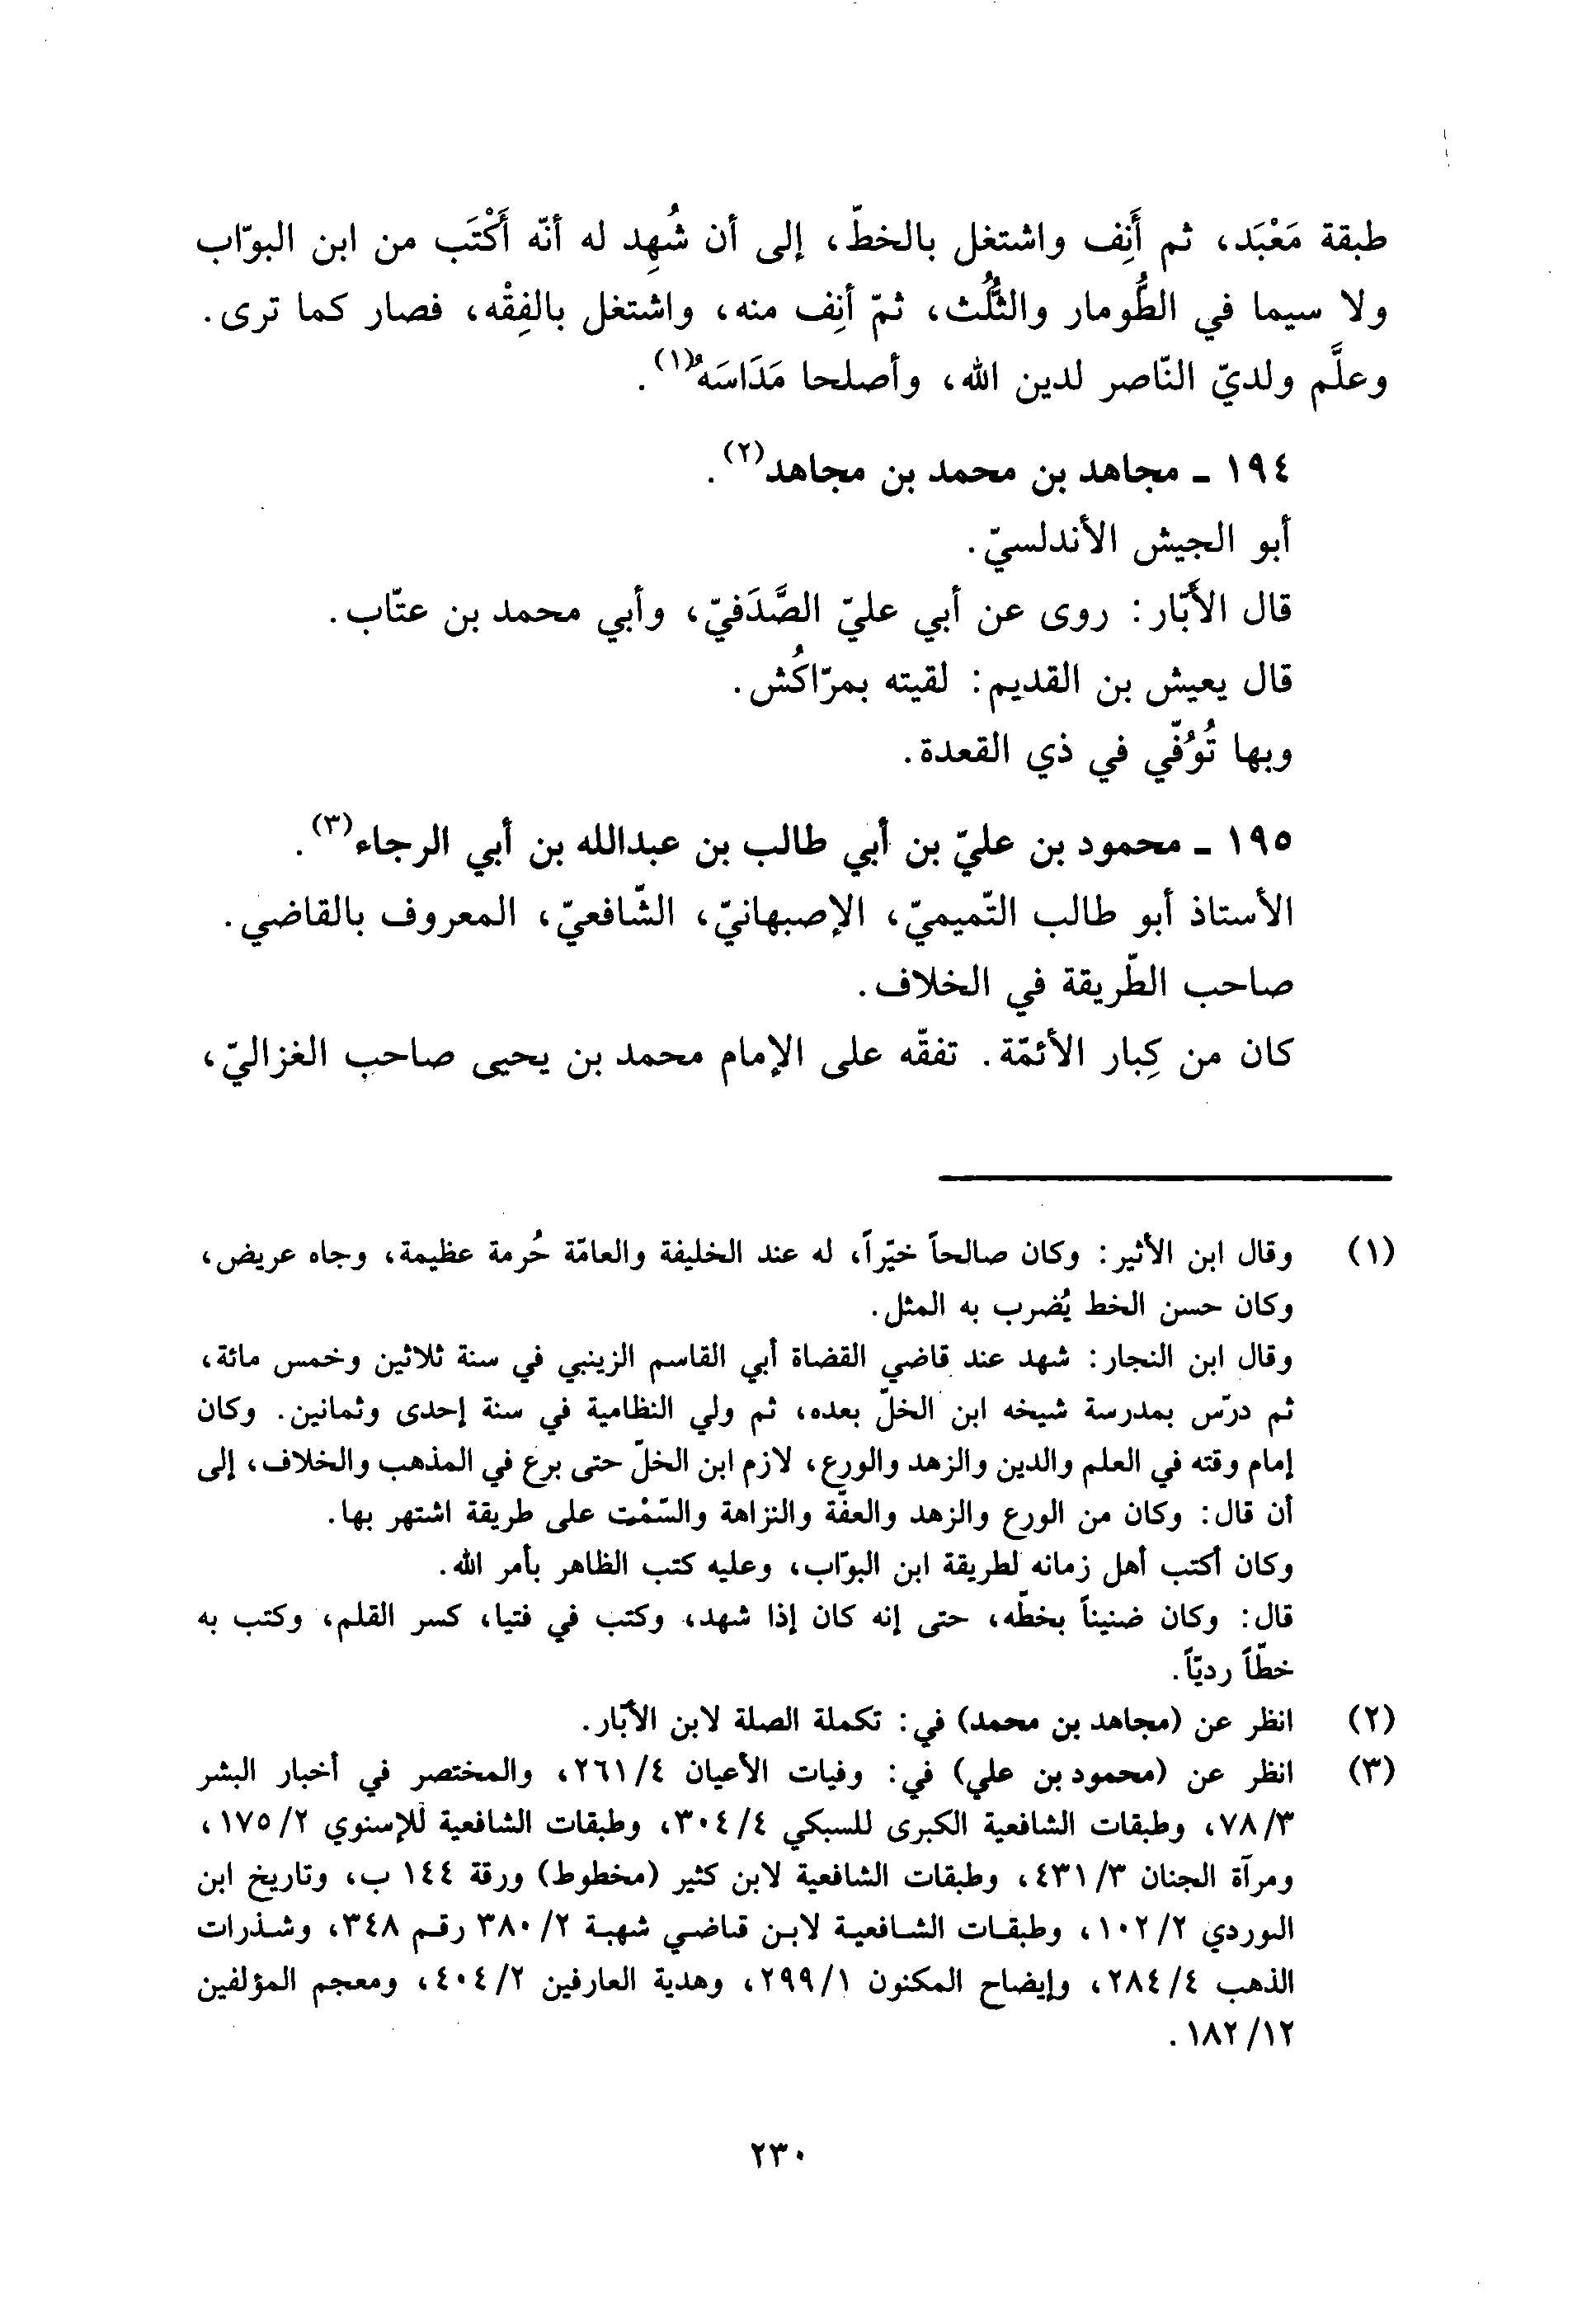 طبقة مَعْبَد، ثم أَنِف واشتغل بالخطّ، إلى أن شُهِد له أنّه أَكْتَب من ابن البوّاب
ولا سيما في الطُّومار والثُّلُث، ثمّ أنِف منه، واشتغل بالفِقْه، فصار كما ترى.
وعلَّم ولديّ النّاصر لدين الله، وأصلحا مَدَاسَهُ(١).
١٩٤ - مجاهد بن محمد بن مجاهد(٢).
أبو الجيش الأندلسيّ.
قال الأَبّار: روى عن أبي عليّ الصَّدَفيّ، وأبي محمد بن عتّاب.
قال يعيش بن القديم: لقيته بمرّاكُش.
وبها تُوُفّي في ذي القعدة.
١٩٥ - محمود بن عليّ بن أبي طالب بن عبدالله بن أبي الرجاء(٣).
الأستاذ أبو طالب التّميميّ، الإصبهانيّ، الشّافعيّ، المعروف بالقاضي.
صاحب الطّريقة في الخلاف.
كان من كِبار الأئمّة. تفقّه على الإمام محمد بن يحيى صاحب الغزاليّ،
(١) وقال ابن الأثير: وكان صالحاً خيّراً، له عند الخليفة والعامّة حُرمة عظيمة، وجاه عريض،
وكان حسن الخط يُضرب به المثل.
وقال ابن النجار: شهد عند قاضي القضاة أبي القاسم الزينبي في سنة ثلاثين وخمس مائة،
ثم درّس بمدرسة شيخه ابن الخلّ بعده، ثم ولي النظامية في سنة إحدى وثمانين. وكان
إمام وقته في العلم والدين والزهد والورع، لازم ابن الخلّ حتى برع في المذهب والخلاف، إلى
أن قال: وكان من الورع والزهد والعفّة والنزاهة والسّمْت على طريقة اشتهر بها.
وكان أكتب أهل زمانه لطريقة ابن البوّاب، وعليه كتب الظاهر بأمر الله.
قال: وكان ضنيناً بخطّه، حتى إنه كان إذا شهد، وكتب في فتيا، كسر القلم، وكتب به
خطّاً رديّاً.
(٢) انظر عن (مجاهد بن محمد) في: تكملة الصلة لابن الأبّار.
(٣) انظر عن (محمود بن علي) في: وفيات الأعيان ٤/٢٦١، والمختصر في أخبار البشر
٣/٧٨، وطبقات الشافعية الكبرى للسبكي ٤/٣٠٤، وطبقات الشافعية للإسنوي ٢/١٧٥،
ومرآة الجنان ٣/٤٣١، وطبقات الشافعية لابن كثير (مخطوط) ورقة ١٤٤ ب، وتاريخ ابن
الوردي ٢/١٠٢، وطبقات الشافعية لابن قاضي شهبة ٢/٣٨٠ رقم ٣٤٨، وشذرات
الذهب ٤/٢٨٤، وإيضاح المكنون ١/٢٩٩، وهدية العارفين ٢/٤٠٤، ومعجم المؤلفين
١٢/١٨٢.
٢٣٠